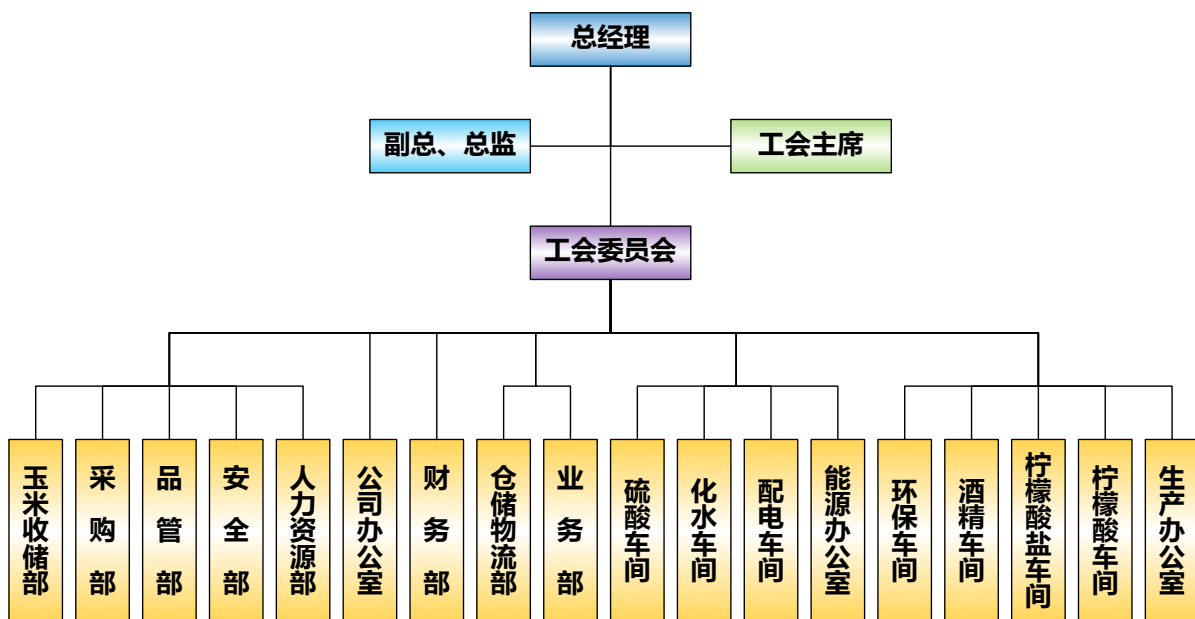 总经理
副总、总监
工会主席
工会委员会
玉米收储部
采购部
品管部
安全部
人力资源部
公司办公室
财务部
仓储物流部
业务部
硫酸车间
化水车间
配电车间
能源办公室
环保车间
酒精车间
柠檬酸盐车间
柠檬酸车间
生产办公室